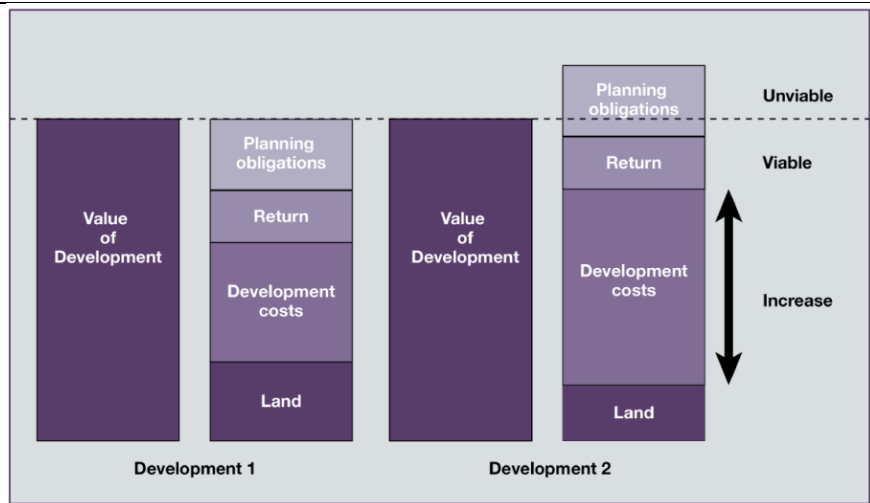 Value
of
Development
Planning
obligations
Return
Development
costs
Land
Development 1
Value
of
Development
Planning
obligations
Return
Development
costs
Land
Development 2
Unviable
Viable
Increase